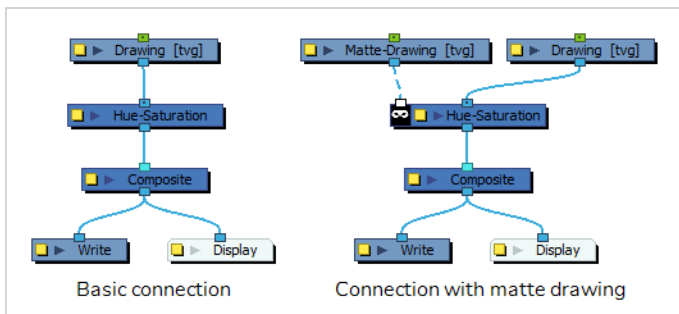 Drawing [tvg]
Hue-Saturation
Composite
Write
Display
Basic connection
Matte-Drawing [tvg]
Drawing [tvg]
Hue-Saturation
Composite
Write
Display
Connection with matte drawing